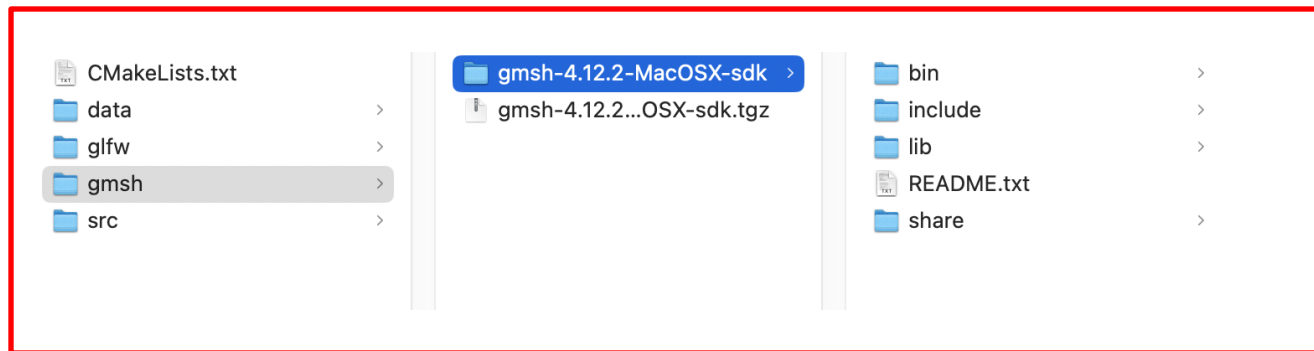 CMakeLists.txt
data
glfw
gmsh
src
gmsh-4.12.2-MacOSX-sdk
gmsh-4.12.2...OSX-sdk.tgz
bin
include
lib
README.txt
share